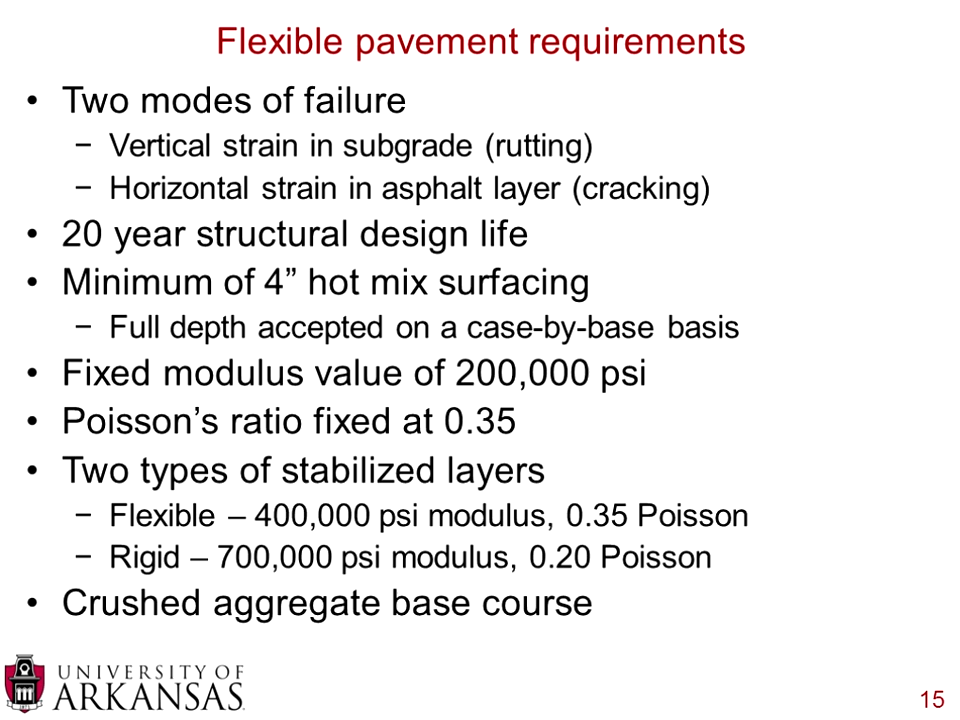 Flexible pavement requirements
• Two modes of failure
− Vertical strain in subgrade (rutting)
− Horizontal strain in asphalt layer (cracking)
• 20 year structural design life
• Minimum of 4” hot mix surfacing
− Full depth accepted on a case-by-base basis
• Fixed modulus value of 200,000 psi
• Poisson’s ratio fixed at 0.35
• Two types of stabilized layers
− Flexible – 400,000 psi modulus, 0.35 Poisson
− Rigid – 700,000 psi modulus, 0.20 Poisson
• Crushed aggregate base course
UNIVERSITY OF
ARKANSAS
15